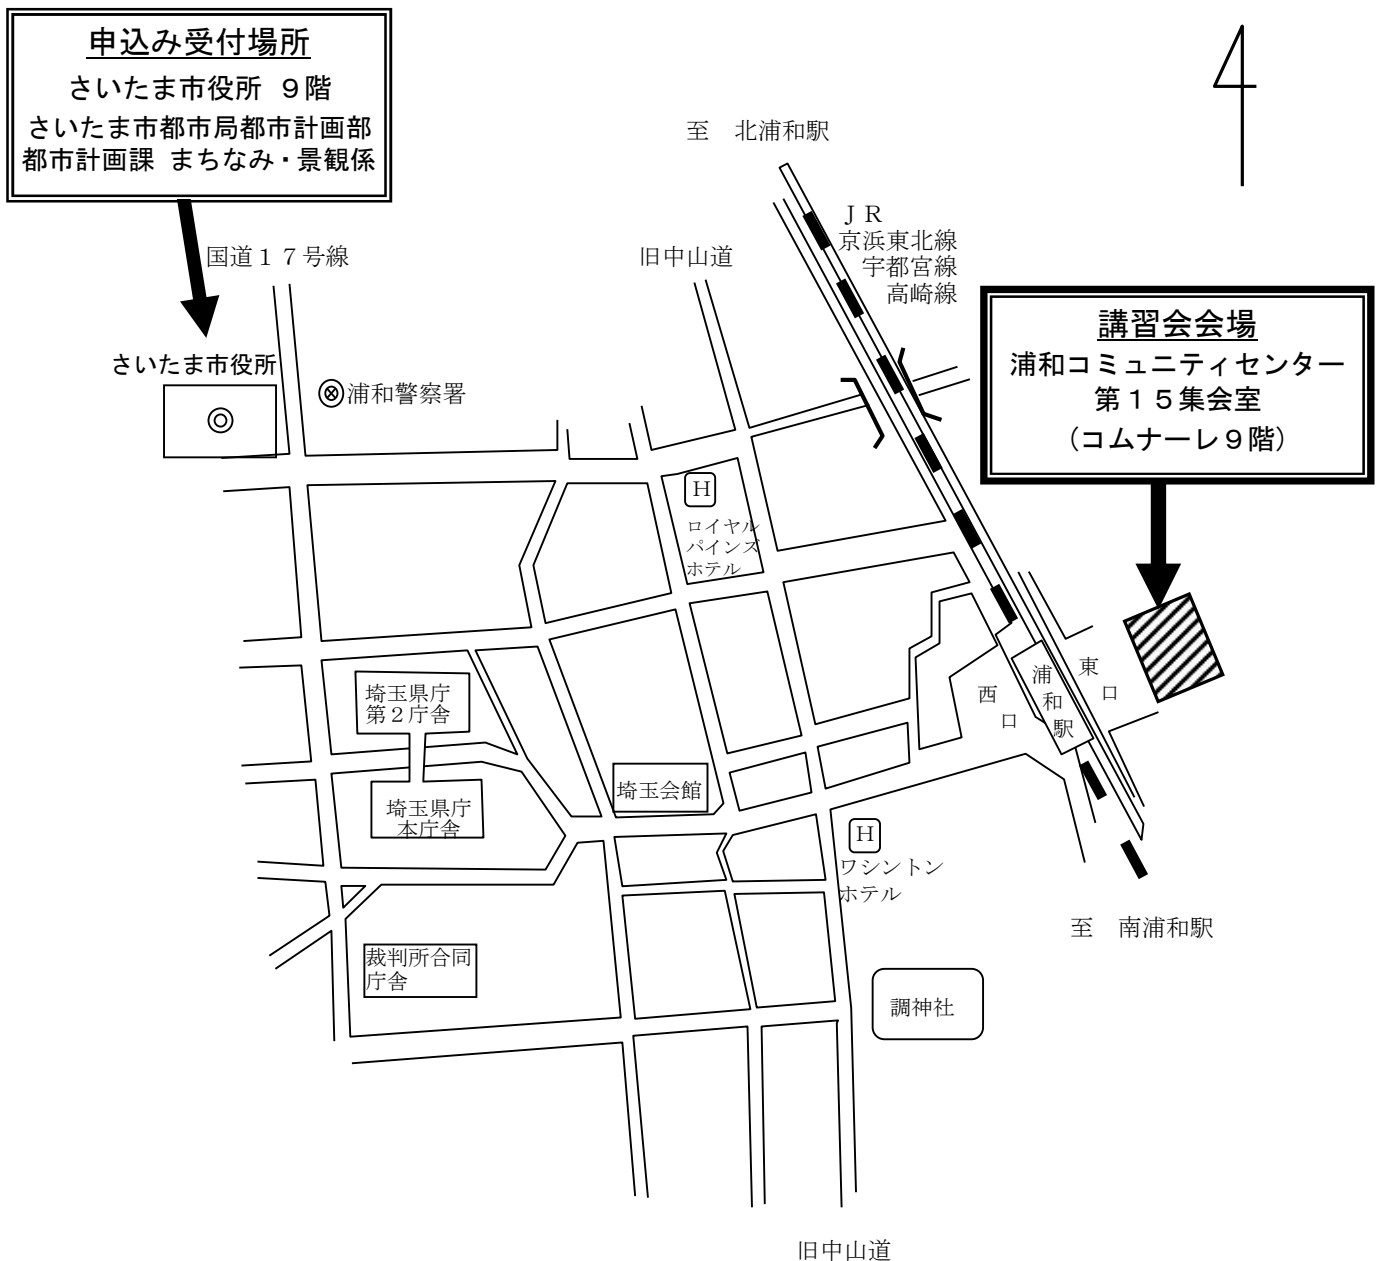 申込み受付場所
さいたま市役所 ９階
さいたま市都市局都市計画部
都市計画課 まちなみ・景観係
至　北浦和駅
ＪＲ
京浜東北線
宇都宮線
高崎線
国道１７号線
旧中山道
講習会会場
浦和コミュニティセンター
第１５集会室
（コムナーレ９階）
さいたま市役所
浦和警察署
H
ロイヤル
パインズ
ホテル
埼玉県庁
第２庁舎
西口
浦和駅
東口
埼玉会館
埼玉県庁
本庁舎
H
ワシントン
ホテル
至　南浦和駅
裁判所合同
庁舎
調神社
旧中山道